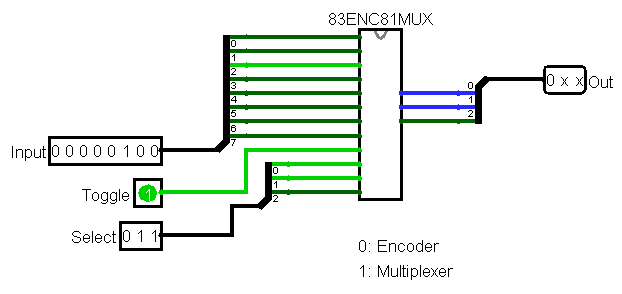 83ENC81MUX
0
1
2
3
4
5
6
7
0
1
2
0 x x Out
Input 0 0 0 0 0 1 0 0
0
1
2
Toggle 1
Select 0 1 1
0: Encoder
1: Multiplexer